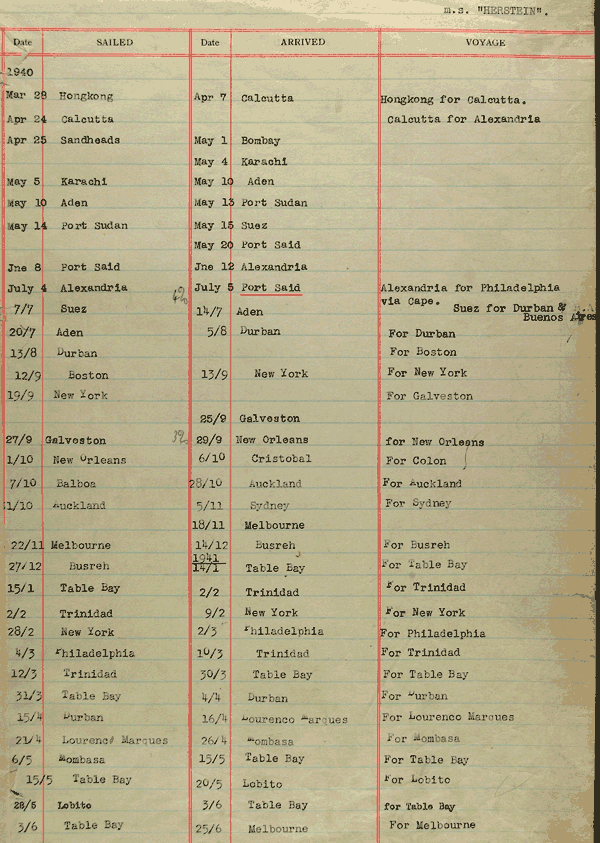 m.s. "HERSTEIN".
Date SAILED Date ARRIVED VOYAGE
1940
Mar 28 Hongkong Apr 7 Calcutta Hongkong for Calcutta.
Apr 24 Calcutta Calcutta for Alexandria
Apr 25 Sandheads May 1 Bombay
May 4 Karachi
May 5 Karachi May 10 Aden
May 10 Aden May 13 Port Sudan
May 14 Port Sudan May 15 Suez
May 20 Port Said
Jne 8 Port Said Jne 12 Alexandria
July 4 Alexandria July 5 Port Said Alexandria for Philadelphia
via Cape. Suez for Durban &
7/7 Suez 14/7 Aden Buenos Aires
20/7 Aden 5/8 Durban For Durban
13/8 Durban For Boston
12/9 Boston 13/9 New York For New York
19/9 New York For Galveston
25/9 Galveston
27/9 Galveston 29/9 New Orleans for New Orleans
1/10 New Orleans 6/10 Cristobal For Colon
7/10 Balboa 28/10 Auckland For Auckland
1/10 Auckland 5/11 Sydney For Sydney
18/11 Melbourne
22/11 Melbourne 14/12 Busreh For Busreh
1941
27/12 Busreh 14/1 Table Bay For Table Bay
15/1 Table Bay 2/2 Trinidad For Trinidad
2/2 Trinidad 9/2 New York For New York
28/2 New York 2/3 Philadelphia For Philadelphia
4/3 Philadelphia 10/3 Trinidad For Trinidad
12/3 Trinidad 30/3 Table Bay For Table Bay
31/3 Table Bay 4/4 Durban For Durban
15/4 Durban 16/4 Lourenco Marques For Lourenco Marques
21/4 Lourenco Marques 26/4 Mombasa For Mombasa
6/5 Mombasa 15/5 Table Bay For Table Bay
15/5 Table Bay 20/5 Lobito For Lobito
28/5 Lobito 3/6 Table Bay for Table Bay
3/6 Table Bay 25/6 Melbourne For Melbourne